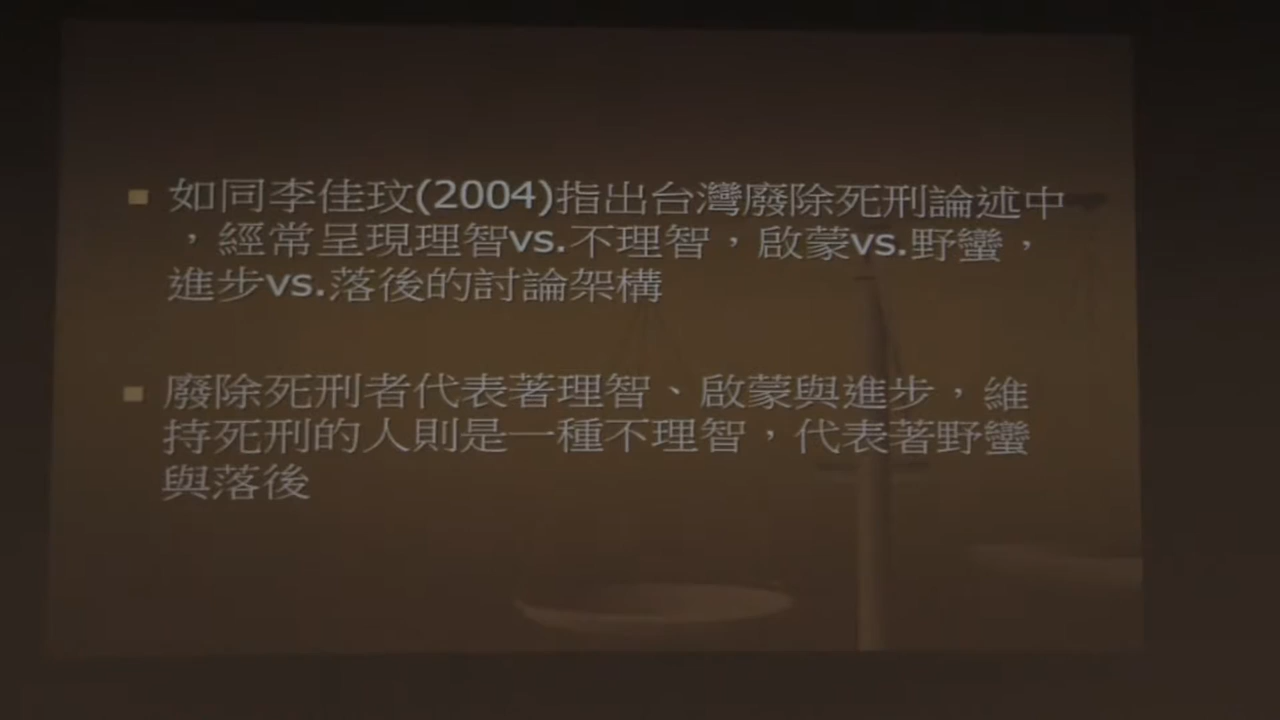 如同李佳玟(2004)指出台灣廢除死刑論述中
，經常呈現理智vs.不理智，啟蒙vs.野蠻，
進步vs.落後的討論架構
廢除死刑者代表著理智、啟蒙與進步，維
持死刑的人則是一種不理智，代表著野蠻
與落後